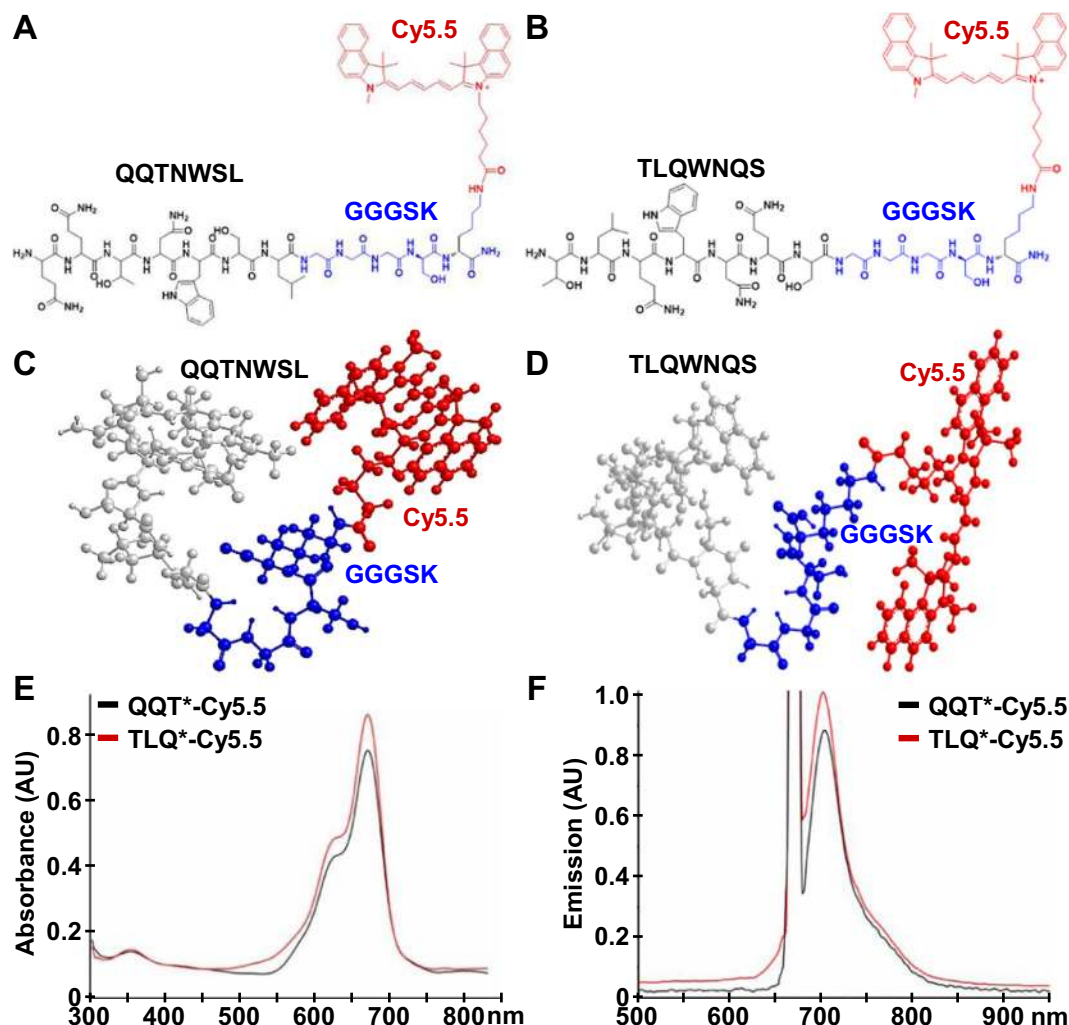 A
B
Cy5.5
Cy5.5
N
N+
O
HN
QQTNWSL
GGGSK
TLQWNQS
GGGSK
C
QQTNWSL
Cy5.5
GGGSK
D
TLQWNQS
Cy5.5
GGGSK
E
QQT*-Cy5.5
TLQ*-Cy5.5
Absorbance (AU)
0.8
0.6
0.4
0.2
0
300 400 500 600 700 800 nm
F
QQT*-Cy5.5
TLQ*-Cy5.5
Emission (AU)
1.0
0.8
0.6
0.4
0.2
0
500 600 700 800 900 nm